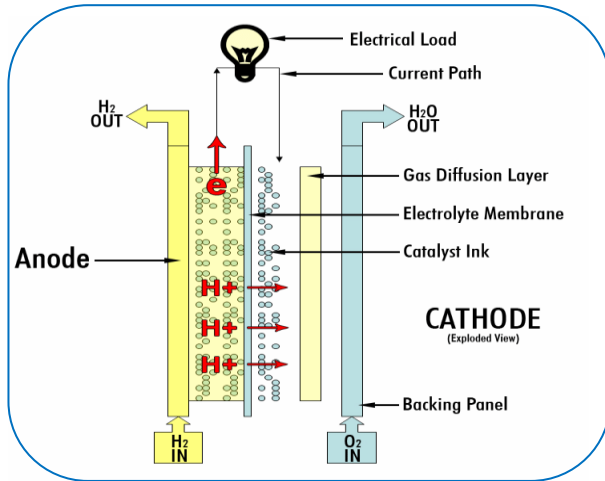 Electrical Load
Current Path
H2
OUT
H2O
OUT
e
Gas Diffusion Layer
Electrolyte Membrane
Anode
Catalyst Ink
H+
H+
H+
CATHODE
(Exploded View)
Backing Panel
H2
IN
O2
IN